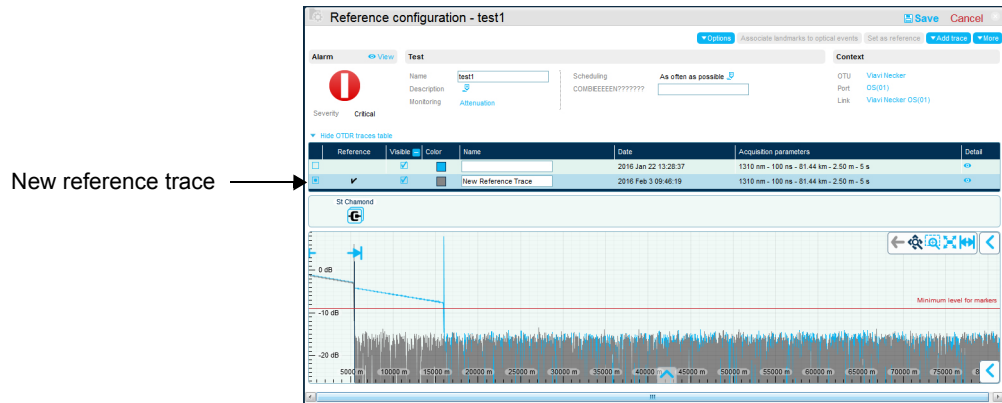 Reference configuration - test1
Save Cancel
Options Associate landmarks to optical events Set as reference Add trace More
Alarm View Test Context
Name test1 Scheduling As often as possible OTU Viavi Necker
Description COMBIEEEEN??????? Port OS(01)
Monitoring Attenuation Link Viavi Necker OS(01)
Severity Critical
Hide OTDR traces table
Reference Visible Color Name Date Acquisition parameters Detail
2016 Jan 22 13:28:37 1310 nm - 100 ns - 81.44 km - 2.50 m - 5 s
New reference trace
New Reference Trace 2016 Feb 3 09:46:19 1310 nm - 100 ns - 81.44 km - 2.50 m - 5 s
St Chamond
0 dB
Minimum level for markers
-10 dB
-20 dB
5000 m 10000 m 15000 m 20000 m 25000 m 30000 m 35000 m 40000 m 45000 m 50000 m 55000 m 60000 m 65000 m 70000 m 75000 m 8